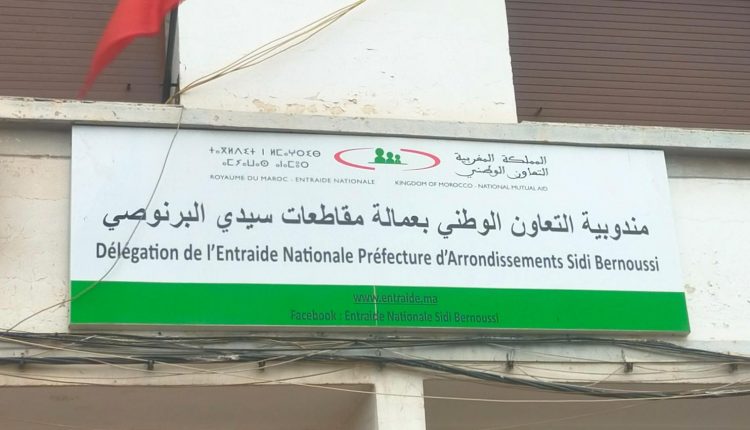 ⵜⴰⴳⵍⴷⵉⵜ ⵏ ⵍⵎⴰⵖⵔⵉⴱ
المملكة المغربية
التعاون الوطني
ROYAUME DU MAROC - ENTRAIDE NATIONALE
KINGDOM OF MOROCCO - NATIONAL MUTUAL AID
مندوبية التعاون الوطني بعمالة مقاطعات سيدي البرنوصي
Délégation de l'Entraide Nationale Préfecture d'Arrondissements Sidi Bernoussi
www.entraide.ma
Facebook : Entraide Nationale Sidi Bernoussi